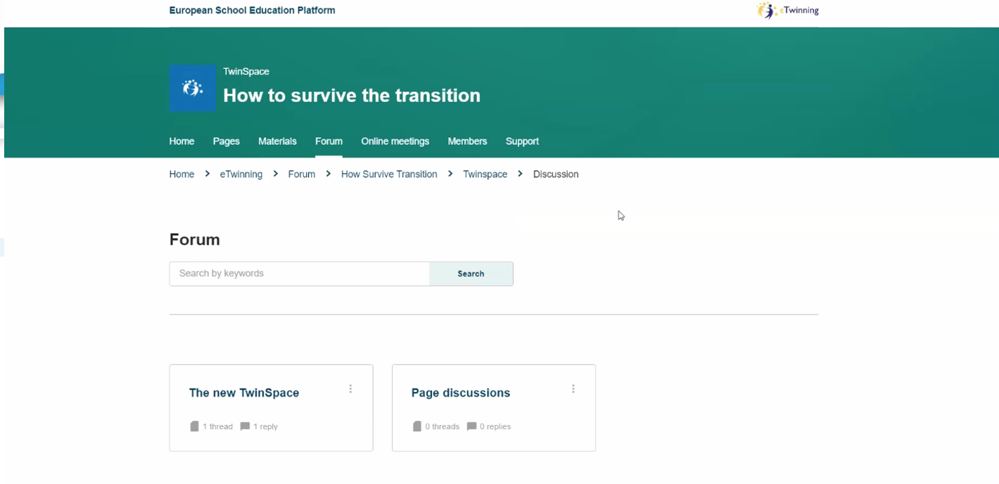 European School Education Platform
eTwinning
TwinSpace
How to survive the transition
Home Pages Materials Forum Online meetings Members Support
Home > eTwinning > Forum > How Survive Transition > Twinspace > Discussion
Forum
Search by keywords Search
The new TwinSpace
1 thread 1 reply
Page discussions
0 threads 0 replies